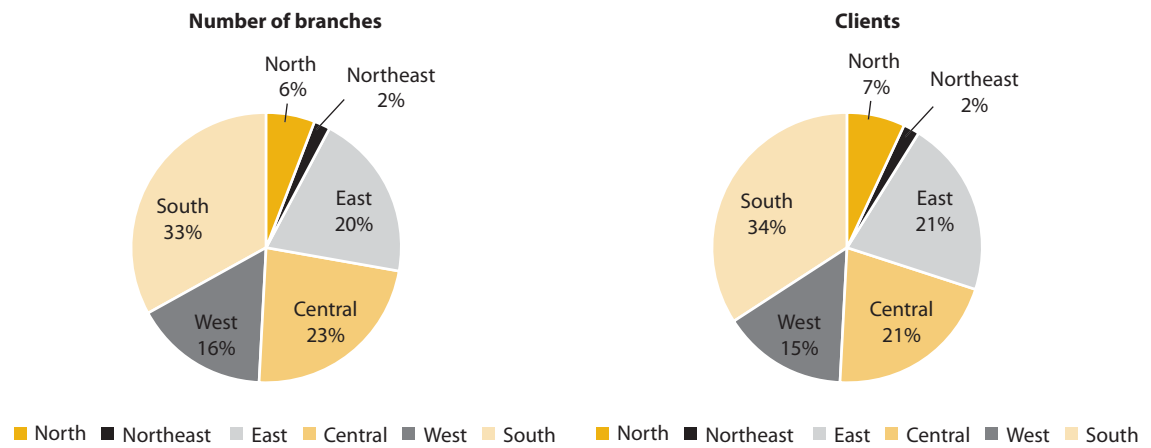 Number of branches
North
6%
Northeast
2%
East
20%
Central
23%
West
16%
South
33%
North Northeast East Central West South
Clients
North
7%
Northeast
2%
East
21%
Central
21%
West
15%
South
34%
North Northeast East Central West South